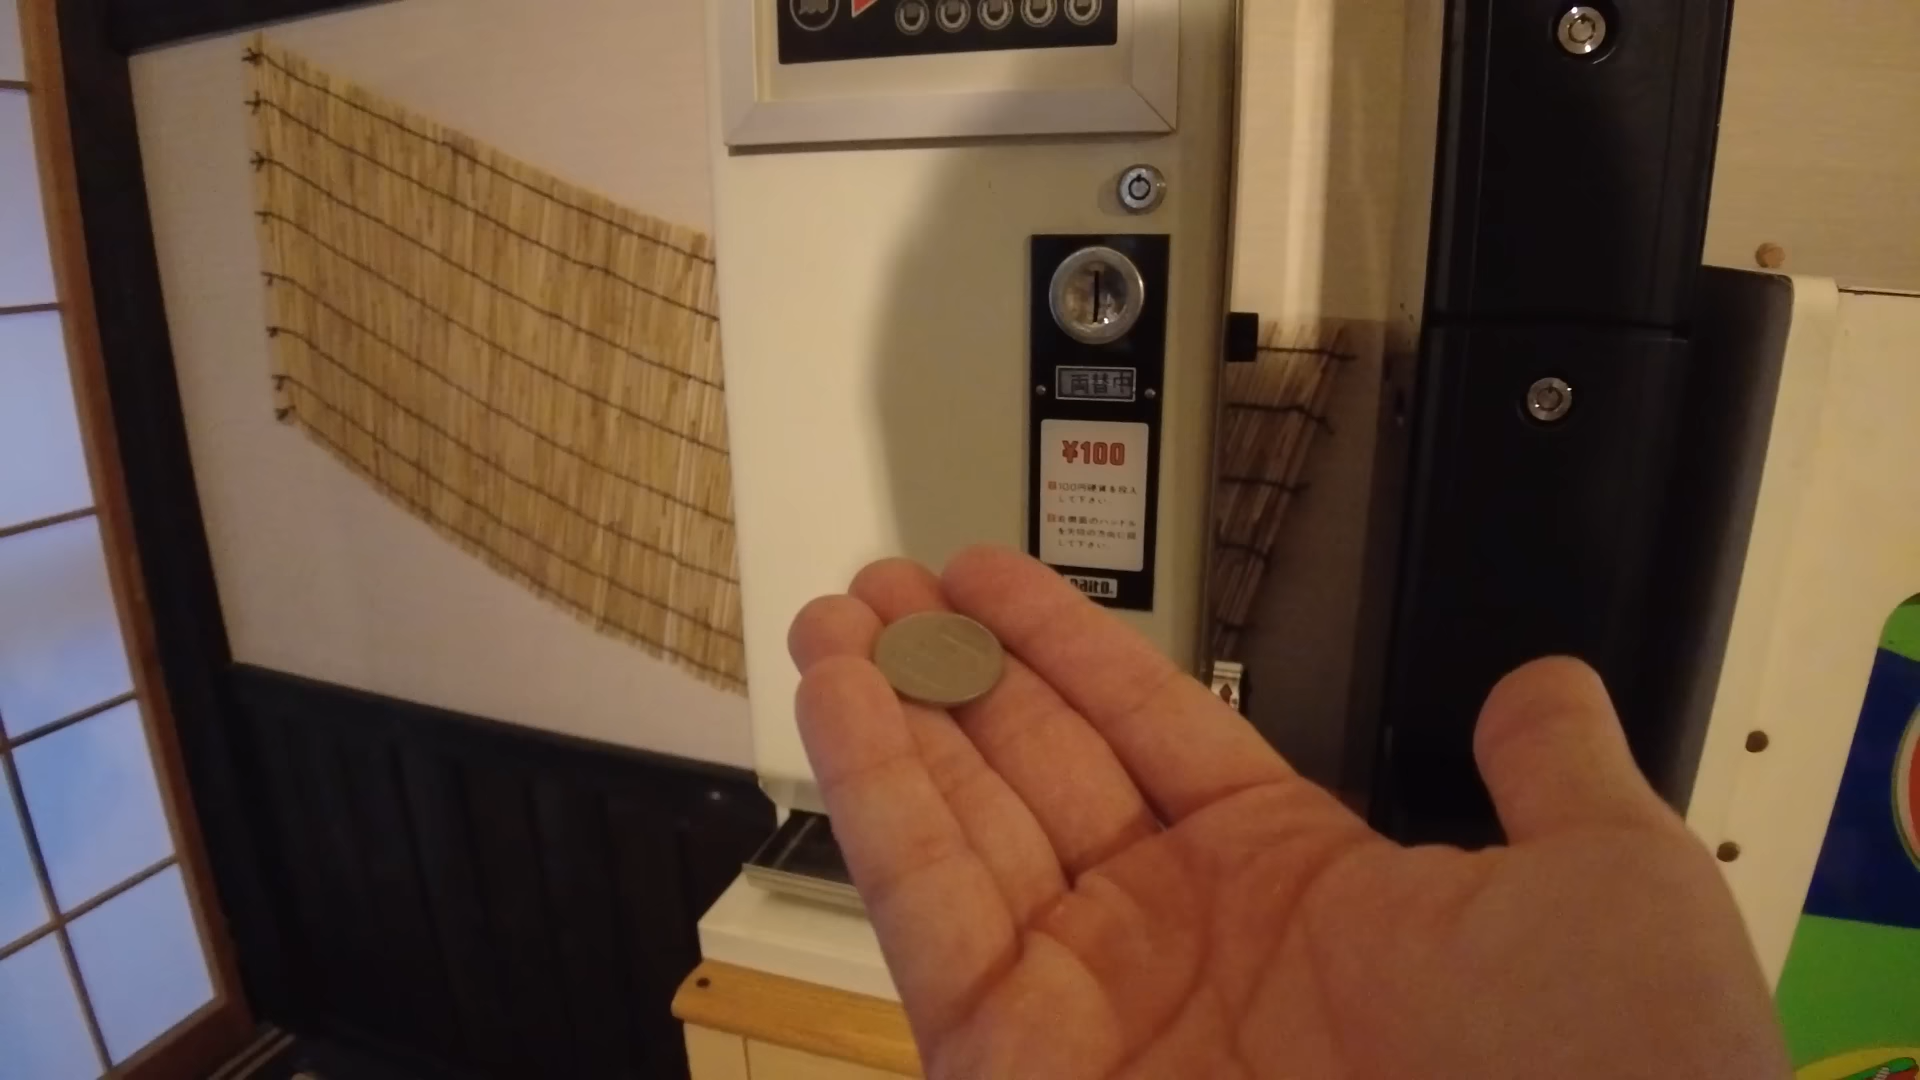 両替中
¥100
1 100円硬貨を投入
して下さい。
2 右側面のハンドル
を矢印の方向に回
して下さい。
Daito.